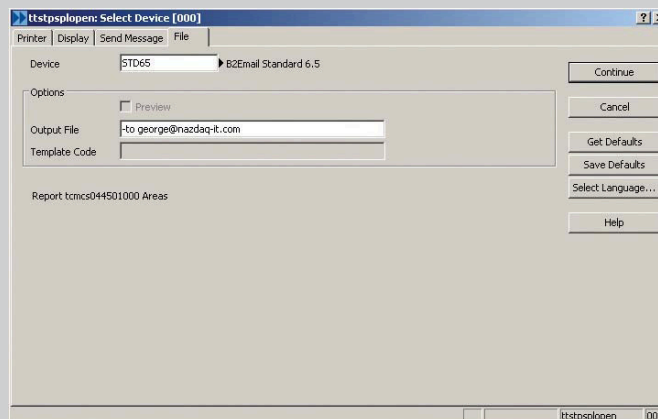 ttstpsplopen: Select Device [000]
Printer Display Send Message File
Device STD65 B2Email Standard 6.5
Options
Preview
Output File -to george@nazdaq-it.com
Template Code
Report tcmcs044501000 Areas
Continue
Cancel
Get Defaults
Save Defaults
Select Language...
Help
ttstpsplopen 00